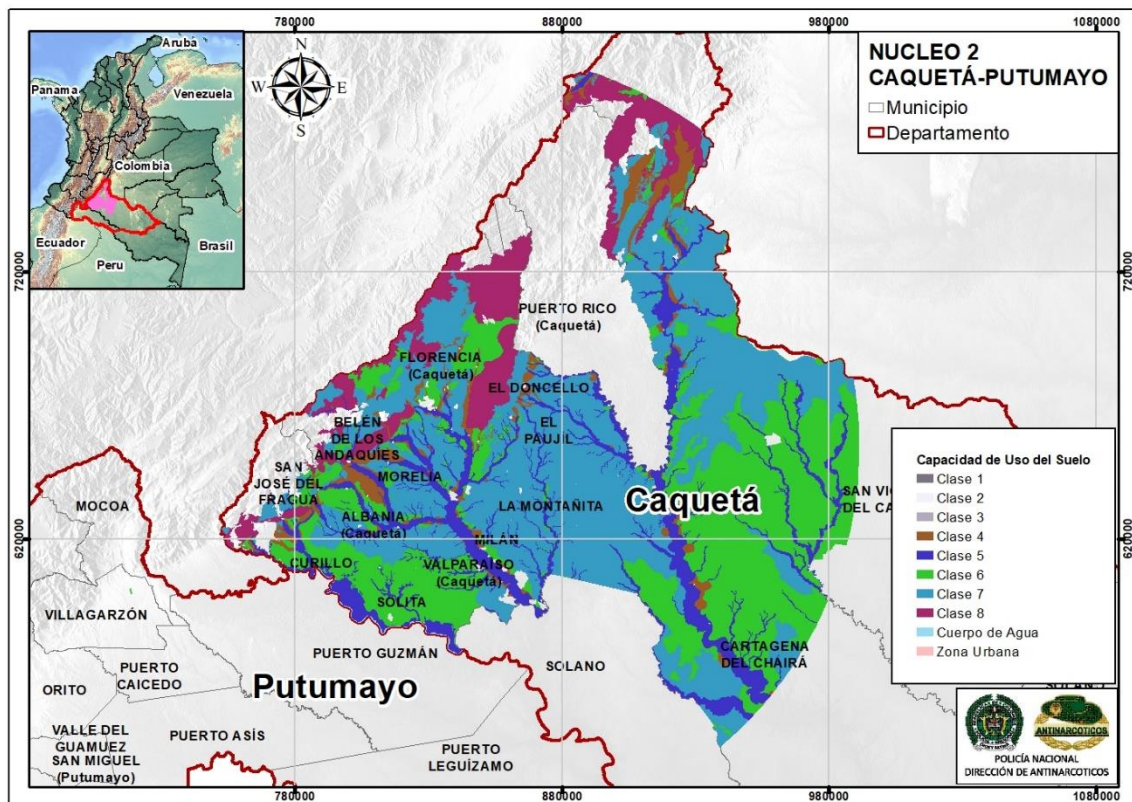 780000
880000
980000
1080000
Aruba
Panama
Venezuela
Colombia
Ecuador
Brasil
Peru
N
W
E
S
NUCLEO 2
CAQUETÁ-PUTUMAYO
Municipio
Departamento
720000
720000
PUERTO RICO
(Caquetá)
FLORENCIA
(Caquetá)
EL DONCELLO
BELÉN
DE LOS
ANDAQUIES
EL
PAUJIL
SAN
JOSÉ DEL
FRAGUA
MORELIA
MOCOA
ALBANIA
(Caquetá)
LA MONTAÑITA
Caquetá
SAN VIC
DEL CA
620000
620000
MILÁN
CURILLO
VALPARAÍSO
(Caquetá)
SOLITA
VILLAGARZÓN
PUERTO GUZMÁN
SOLANO
CARTAGENA
DEL CHAIRÁ
PUERTO
CAICEDO
Putumayo
ORITO
VALLE DEL
GUAMUEZ
SAN MIGUEL
(Putumayo)
PUERTO ASÍS
PUERTO
LEGUÍZAMO
Capacidad de Uso del Suelo
Clase 1
Clase 2
Clase 3
Clase 4
Clase 5
Clase 6
Clase 7
Clase 8
Cuerpo de Agua
Zona Urbana
ANTINARCOTICOS
POLICÍA NACIONAL
DIRECCIÓN DE ANTINARCOTICOS
780000
880000
980000
1080000